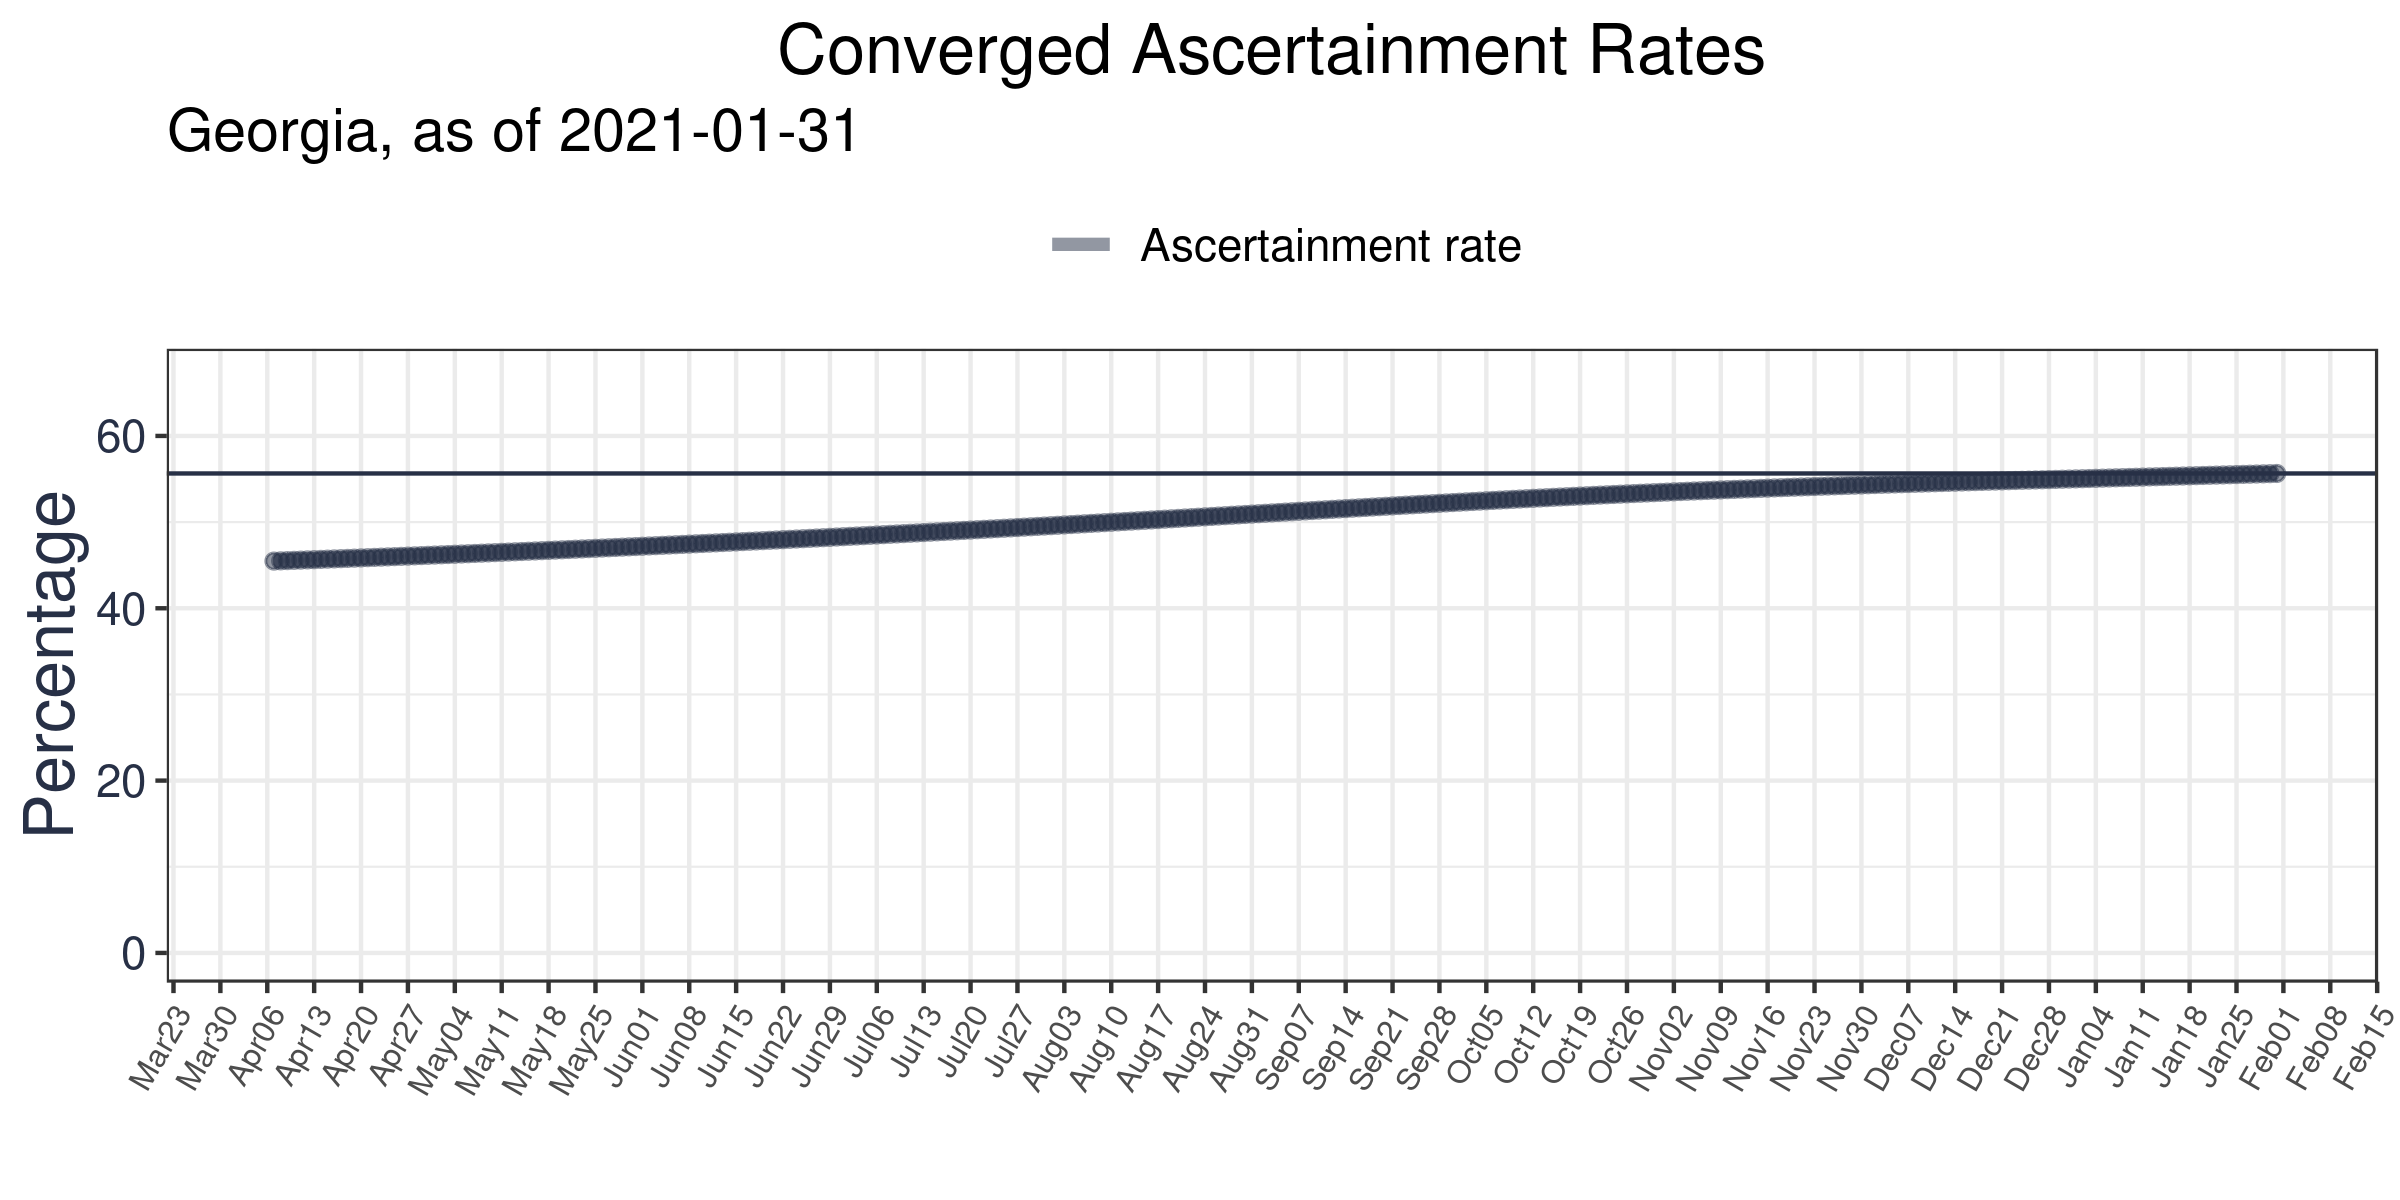 Converged Ascertainment Rates
Georgia, as of 2021-01-31
Ascertainment rate
Percentage
60
40
20
0
Mar23 Mar30 Apr06 Apr13 Apr20 Apr27 May04 May11 May18 May25 Jun01 Jun08 Jun15 Jun22 Jun29 Jul06 Jul13 Jul20 Jul27 Aug03 Aug10 Aug17 Aug24 Aug31 Sep07 Sep14 Sep21 Sep28 Oct05 Oct12 Oct19 Oct26 Nov02 Nov09 Nov16 Nov23 Nov30 Dec07 Dec14 Dec21 Dec28 Jan04 Jan11 Jan18 Jan25 Feb01 Feb08 Feb15